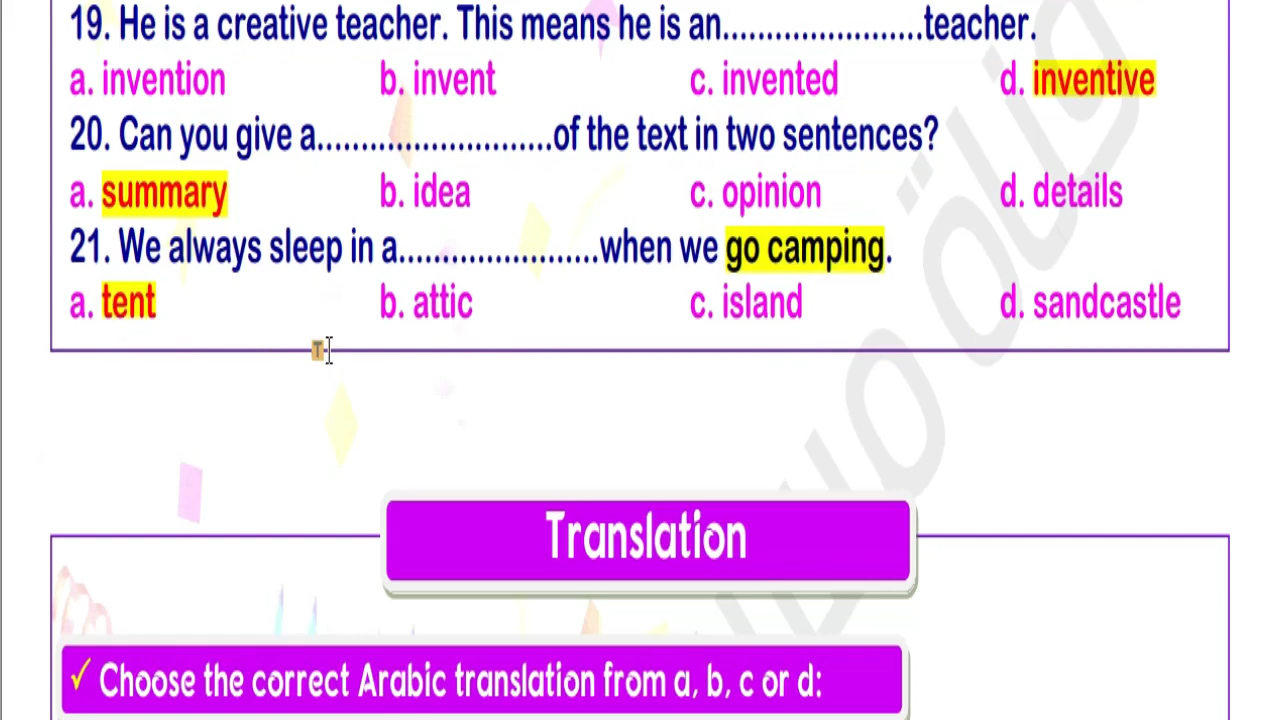 19. He is a creative teacher. This means he is an.......................teacher.
a. invention b. invent c. invented d. inventive
20. Can you give a...........................of the text in two sentences?
a. summary b. idea c. opinion d. details
21. We always sleep in a.......................when we go camping.
a. tent b. attic c. island d. sandcastle
Translation
✓ Choose the correct Arabic translation from a, b, c or d: